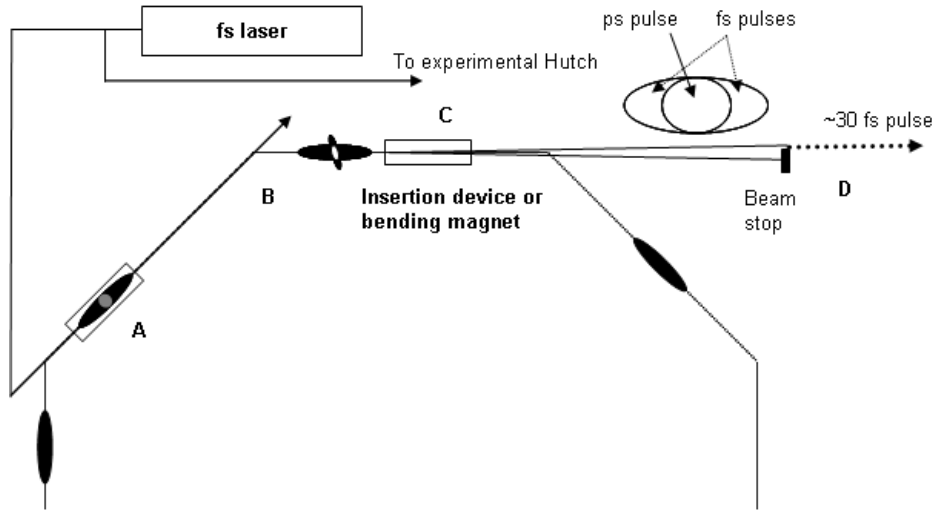 fs laser
ps pulse
fs pulses
To experimental Hutch
C
~30 fs pulse
B
Insertion device or
bending magnet
Beam
stop
D
A